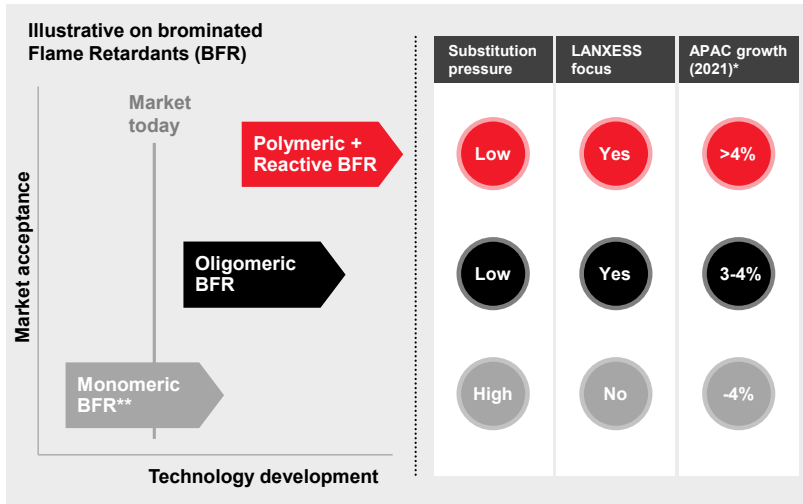 Illustrative on brominated
Flame Retardants (BFR)
Substitution
pressure
LANXESS
focus
APAC growth
(2021)*
Market acceptance
Market
today
Polymeric +
Reactive BFR
Low
Yes
>4%
Oligomeric
BFR
Low
Yes
3-4%
Monomeric
BFR**
High
No
-4%
Technology development